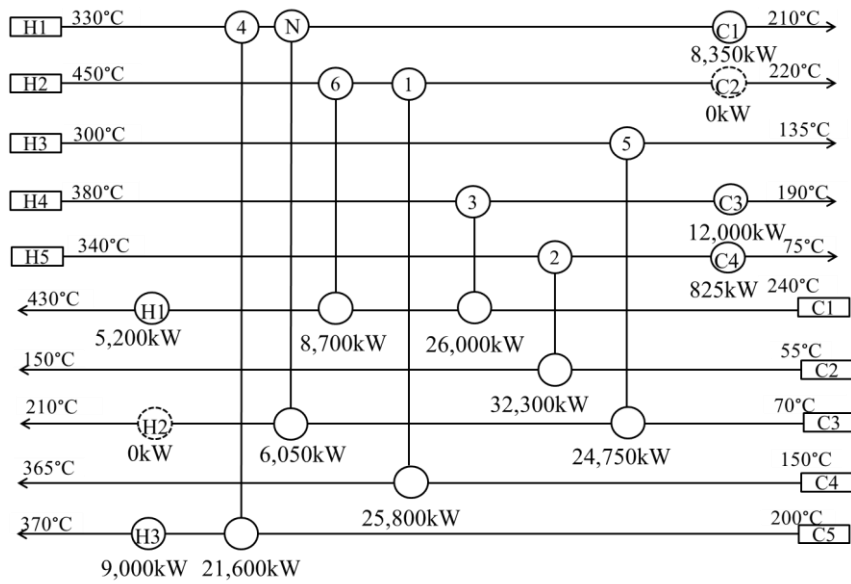 H1 330°C 4 N C1 210°C
8,350kW
H2 450°C 6 1 C2 220°C
0kW
H3 300°C 5 135°C
H4 380°C 3 C3 190°C
12,000kW
H5 340°C 2 C4 75°C
825kW
430°C H1 240°C C1
5,200kW 8,700kW 26,000kW
150°C 55°C C2
32,300kW
210°C H2 70°C C3
0kW 6,050kW 24,750kW
365°C 150°C C4
25,800kW
370°C H3 200°C C5
9,000kW 21,600kW